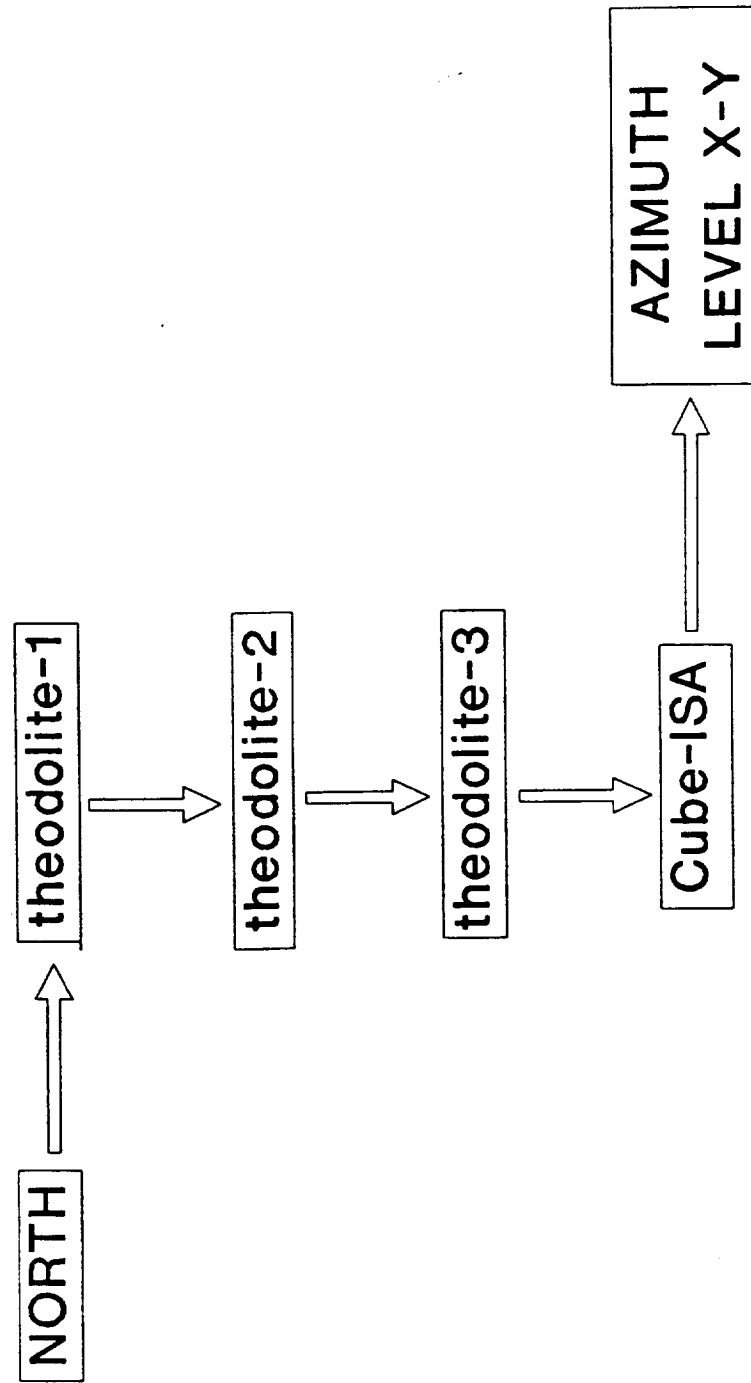 NORTH
theodolite-1
theodolite-2
theodolite-3
Cube-ISA
AZIMUTH
LEVEL X-Y